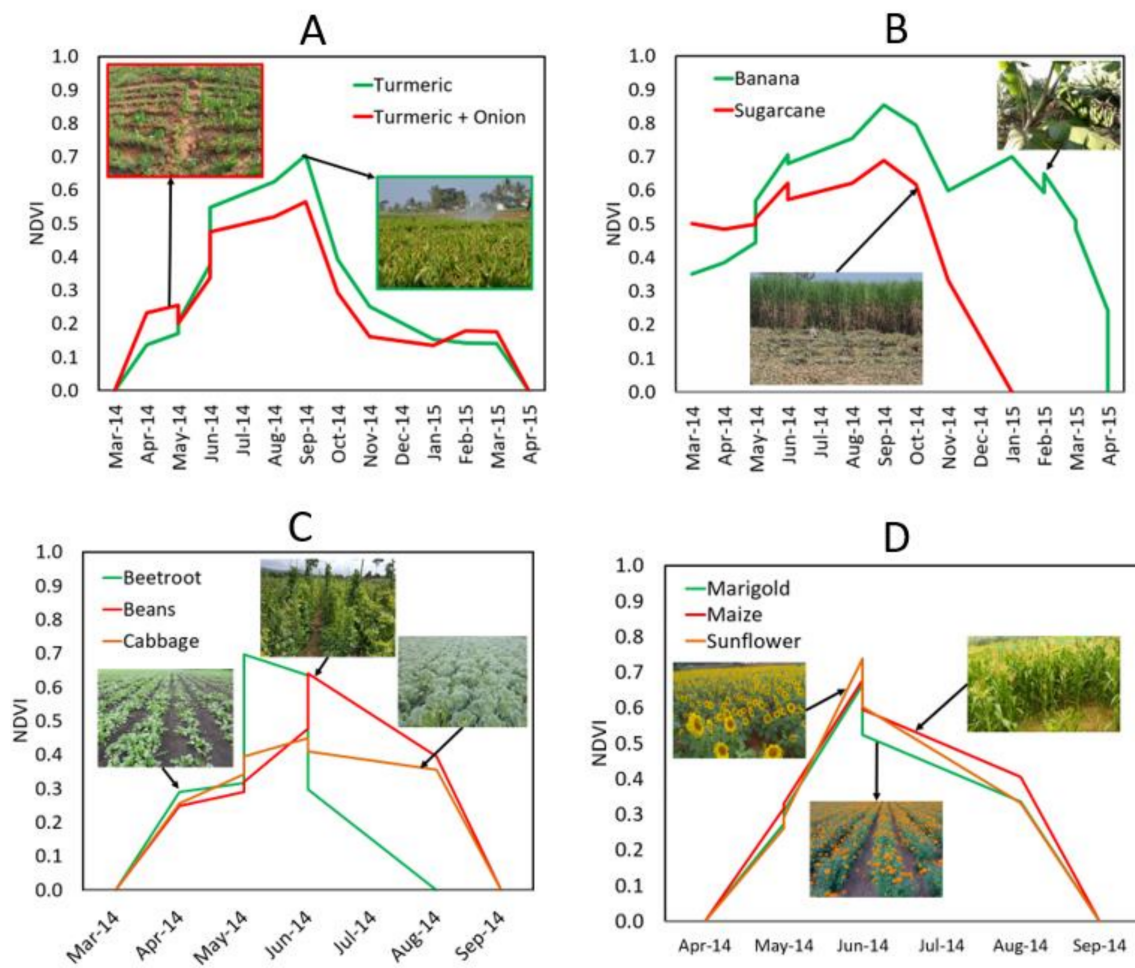 A
1.0
0.9
0.8
0.7
0.6
0.5
0.4
0.3
0.2
0.1
0.0
NDVI
Turmeric
Turmeric + Onion
Mar-14
Apr-14
May-14
Jun-14
Jul-14
Aug-14
Sep-14
Oct-14
Nov-14
Dec-14
Jan-15
Feb-15
Mar-15
Apr-15
B
1.0
0.9
0.8
0.7
0.6
0.5
0.4
0.3
0.2
0.1
0.0
NDVI
Banana
Sugarcane
Mar-14
Apr-14
May-14
Jun-14
Jul-14
Aug-14
Sep-14
Oct-14
Nov-14
Dec-14
Jan-15
Feb-15
Mar-15
Apr-15
C
1.0
0.9
0.8
0.7
0.6
0.5
0.4
0.3
0.2
0.1
0.0
NDVI
Beetroot
Beans
Cabbage
Mar-14
Apr-14
May-14
Jun-14
Jul-14
Aug-14
Sep-14
D
1.0
0.9
0.8
0.7
0.6
0.5
0.4
0.3
0.2
0.1
0.0
NDVI
Marigold
Maize
Sunflower
Apr-14
May-14
Jun-14
Jul-14
Aug-14
Sep-14